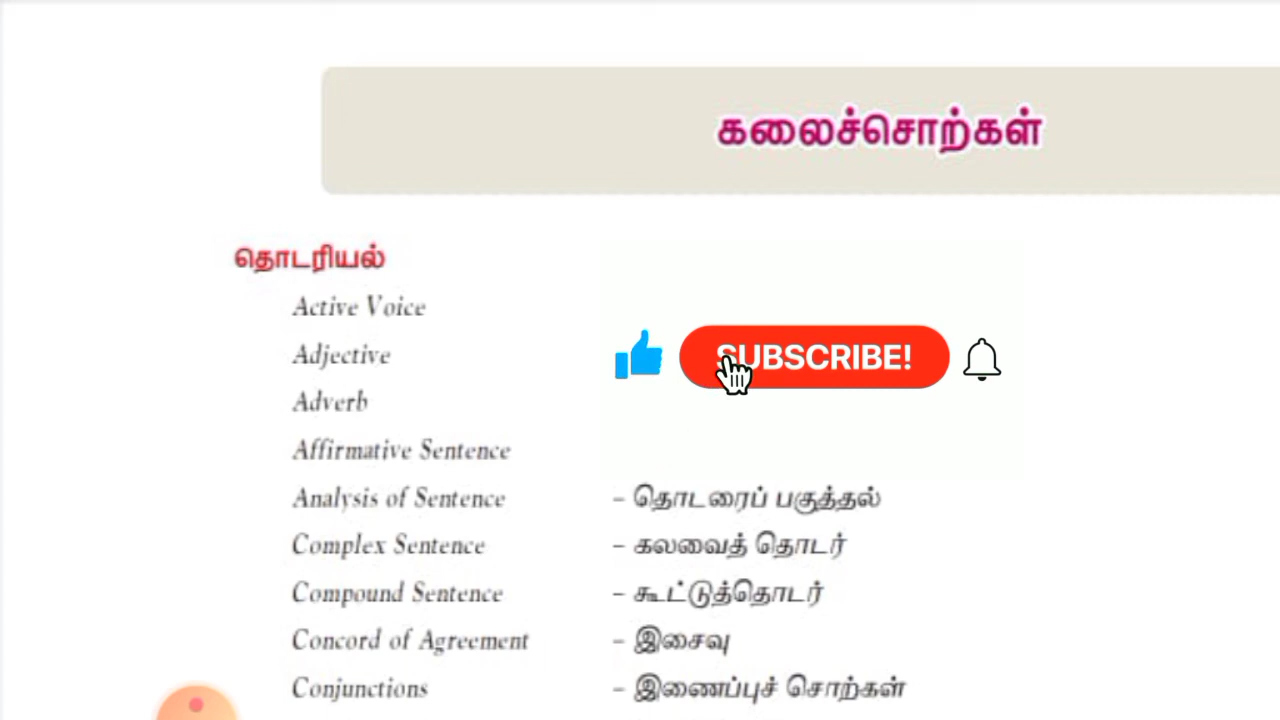 கலைச்சொற்கள்
தொடரியல்
Active Voice
Adjective
SUBSCRIBE!
Adverb
Affirmative Sentence
Analysis of Sentence – தொடரைப் பகுத்தல்
Complex Sentence – கலவைத் தொடர்
Compound Sentence – கூட்டுத்தொடர்
Concord of Agreement – இசைவு
Conjunctions – இணைப்புச் சொற்கள்